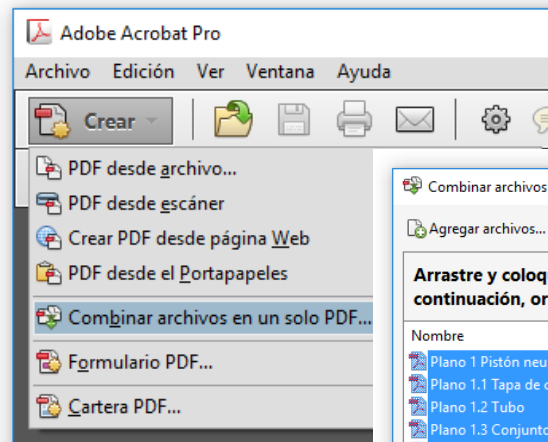 Adobe Acrobat Pro
Archivo Edición Ver Ventana Ayuda
Crear
PDF desde archivo...
PDF desde escáner
Crear PDF desde página Web
PDF desde el Portapapeles
Combinar archivos en un solo PDF...
Formulario PDF...
Cartera PDF...
Combinar archivos
Agregar archivos...
Arrastre y coloq
continuación, or
Nombre
Plano 1 Pistón neu
Plano 1.1 Tapa de c
Plano 1.2 Tubo
Plano 1.3 Conjunto